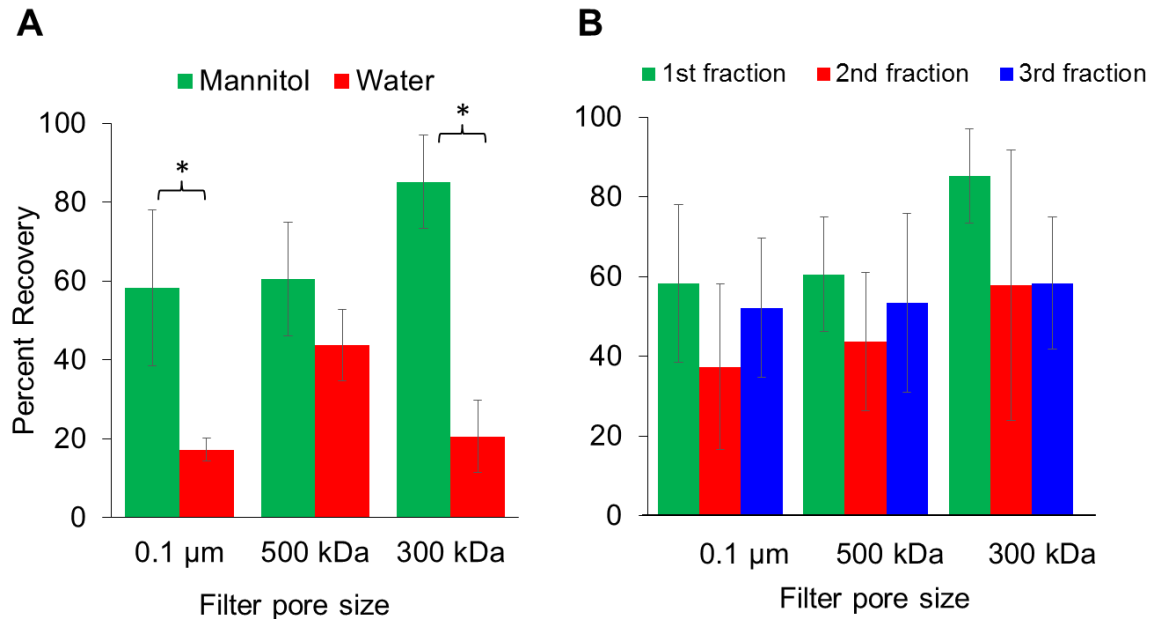 A
Mannitol Water
100
80
60
40
20
0
Percent Recovery
*
*
0.1 µm 500 kDa 300 kDa
Filter pore size
B
1st fraction 2nd fraction 3rd fraction
100
80
60
40
20
0
0.1 µm 500 kDa 300 kDa
Filter pore size